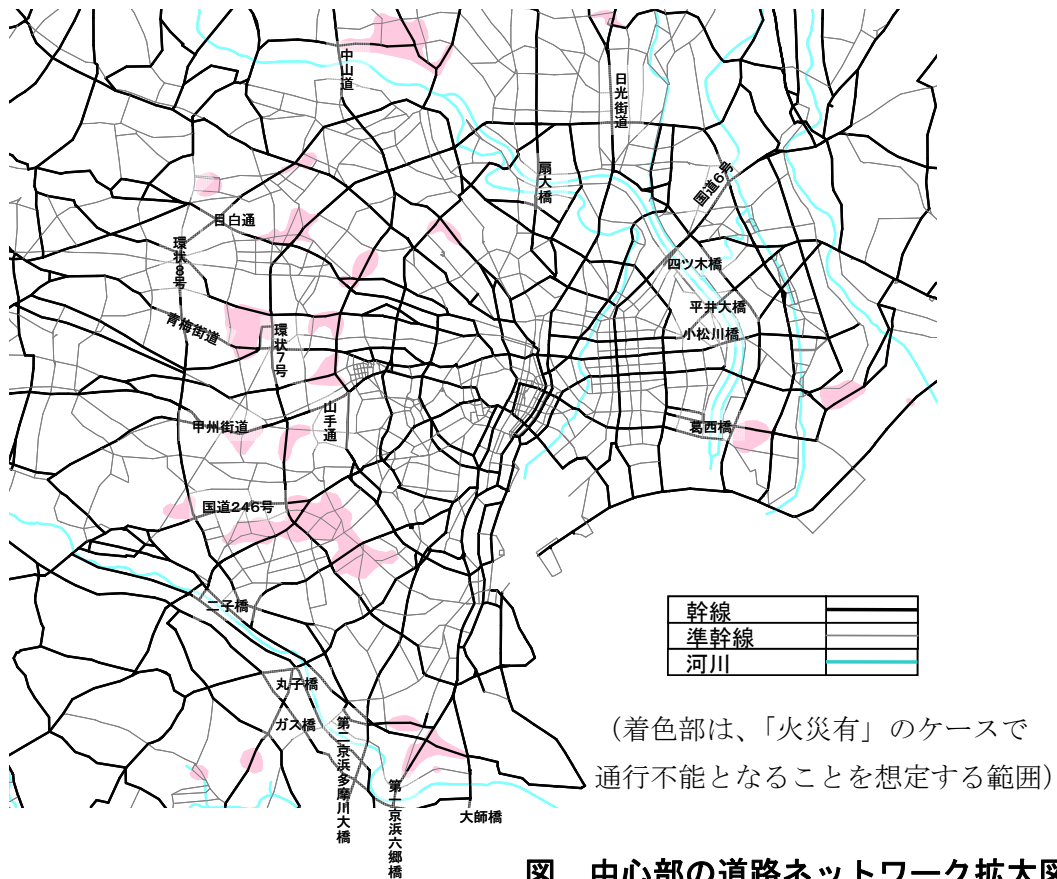 中山道
日光街道
扇大橋
国道6号
目白通
環状8号
四ツ木橋
平井大橋
青梅街道
環状7号
小松川橋
山手通
甲州街道
葛西橋
国道246号
二子橋
幹線
準幹線
河川
丸子橋
ガス橋
第二京浜多摩川大橋
第一京浜六郷橋
大師橋
（着色部は、「火災有」のケースで
通行不能となることを想定する範囲）
図 中心部の道路ネットワーク拡大図